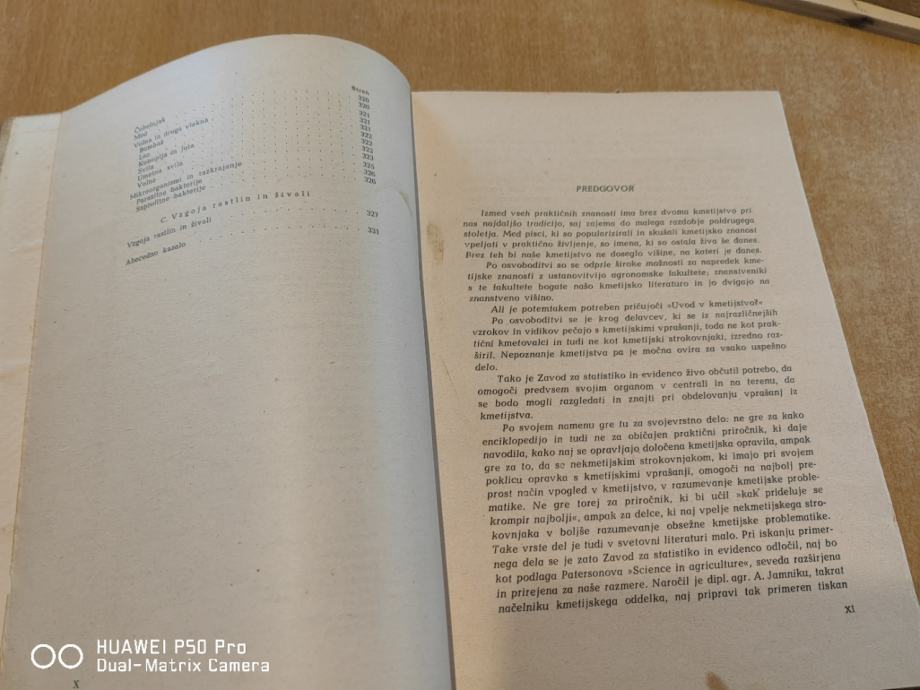 Stran
Čebelnjak 320
Med 320
Volna in druga vlakna 321
Bombaž 321
Lan 321
Konoplja in juta 322
Svila 322
Umetna svila 322
Volna 323
Mikroorganizmi in razkrajanje 325
Parazitne bakterije 326
Saprofitne bakterije 326
C. Vzgoja rastlin in živali
Vzgoja rastlin in živali 327
Abecedno kazalo 331
X
PREDGOVOR
Izmed vseh praktičnih znanosti ima brez dvoma kmetijstvo pri
nas najdaljšo tradicijo, saj zajema do malega razdobje poldrugega
stoletja. Med pisci, ki so popularizirali in skušali kmetijsko znanost
vpeljati v praktično življenje, so imena, ki so ostala živa še danes.
Brez teh bi naše kmetijstvo ne doseglo višine, na kateri je danes.
Po osvoboditvi so se odprle široke možnosti za napredek kme-
tijske znanosti z ustanovitvijo agronomske fakultete; znanstveniki
s te fakultete bogate našo kmetijsko literaturo in jo dvigajo na
znanstveno višino.
Ali je potemtakem potreben pričujoči »Uvod v kmetijstvo?«
Po osvoboditvi se je krog delavcev, ki se iz najrazličnejših
vzrokov in vidikov pečajo s kmetijskimi vprašanji, toda ne kot prak-
tični kmetovalci in tudi ne kot kmetijski strokovnjaki, izredno raz-
širil. Nepoznanje kmetijstva pa je močna ovira za vsako uspešno
delo.
Tako je Zavod za statistiko in evidenco živo občutil potrebo, da
omogoči predvsem svojim organom v centrali in na terenu, da
se bodo mogli razgledati in znajti pri obdelovanju vprašanj iz
kmetijstva.
Po svojem namenu gre tu za svojevrstno delo: ne gre za kako
enciklopedijo in tudi ne za običajen praktični priročnik, ki daje
navodila, kako naj se opravljajo določena kmetijska opravila, ampak
gre za to, da se nekmetijskim strokovnjakom, ki imajo pri svojem
poklicu opravka s kmetijskimi vprašanji, omogoči na najbolj pre-
prost način vpogled v kmetijstvo, v razumevanje kmetijske proble-
matike. Ne gre torej za priročnik, ki bi učil »kak prideluje se
krompir najbolji«, ampak za delce, ki naj vpelje nekmetijskega stro-
kovnjaka v boljše razumevanje obsežne kmetijske problematike.
Take vrste del je tudi v svetovni literaturi malo. Pri iskanju primer-
nega dela se je zato Zavod za statistiko in evidenco odločil, naj bo
kot podlaga Patersonova »Science in agriculture«, seveda razširjena
in prirejena za naše razmere. Naročil je dipl. agr. A. Jamniku, takrat
načelniku kmetijskega oddelka, naj pripravi tak primeren tiskan
XI
HUAWEI P50 Pro
Dual-Matrix Camera